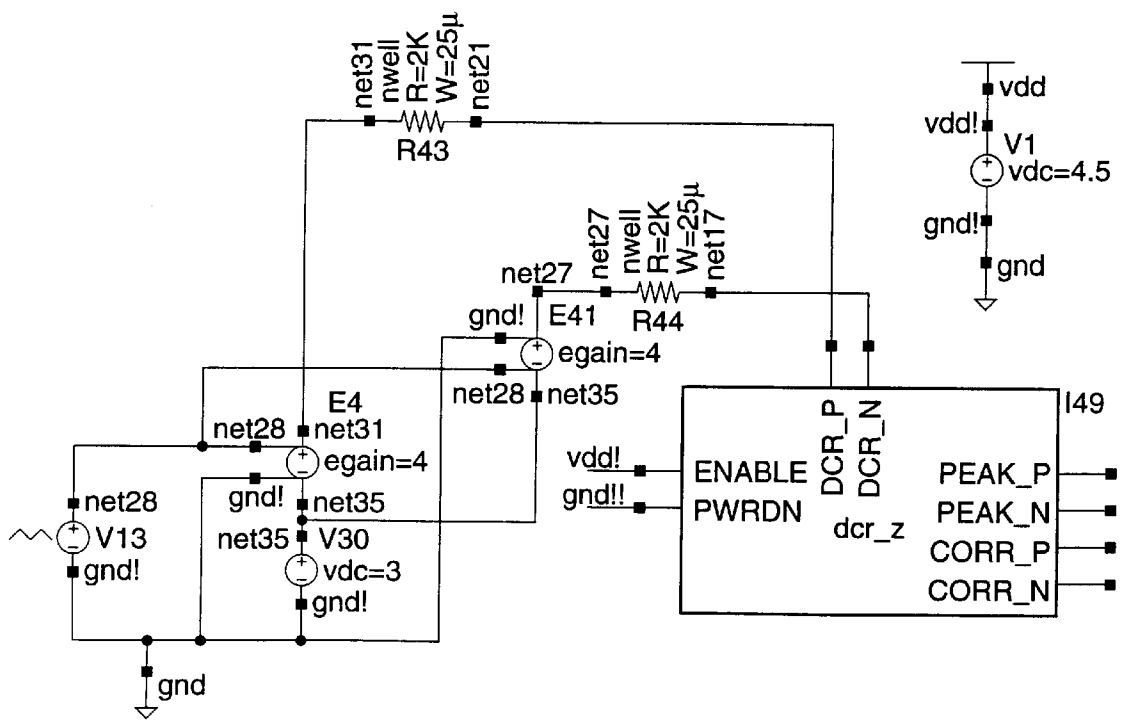 net31
nwell
R=2K
W=25µ
net21
R43
vdd
vdd!
V1
vdc=4.5
gnd!
gnd
net27
nwell
R=2K
W=25µ
net17
R44
net27
gnd!
E41
egain=4
net28
net35
E4
net28
net31
egain=4
gnd!
net35
net28
V13
gnd!
net35
V30
vdc=3
gnd!
gnd
I49
DCR_P
DCR_N
vdd!
ENABLE
gnd!!
PWRDN
dcr_z
PEAK_P
PEAK_N
CORR_P
CORR_N